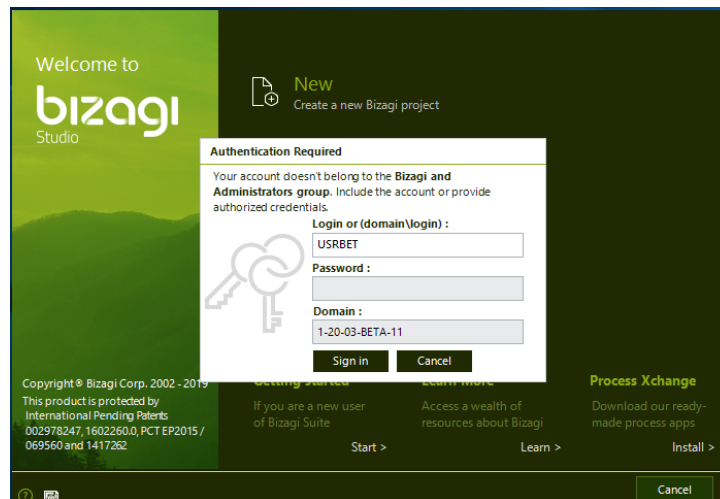 Welcome to
bizagi
Studio
New
Create a new Bizagi project
Authentication Required
Your account doesn't belong to the Bizagi and
Administrators group. Include the account or provide
authorized credentials.
Login or (domain\login) :
USRBET
Password :
Domain :
1-20-03-BETA-11
Sign in
Cancel
Copyright® Bizagi Corp. 2002 - 2019
This product is protected by
International Pending Patents
002978247, 1602260.0, PCT EP2015 /
069560 and 1417262
Getting Started
If you are a new user
of Bizagi Suite
Start >
Learn More
Access a wealth of
resources about Bizagi
Learn >
Process Xchange
Download our ready-
made process apps
Install >
Cancel